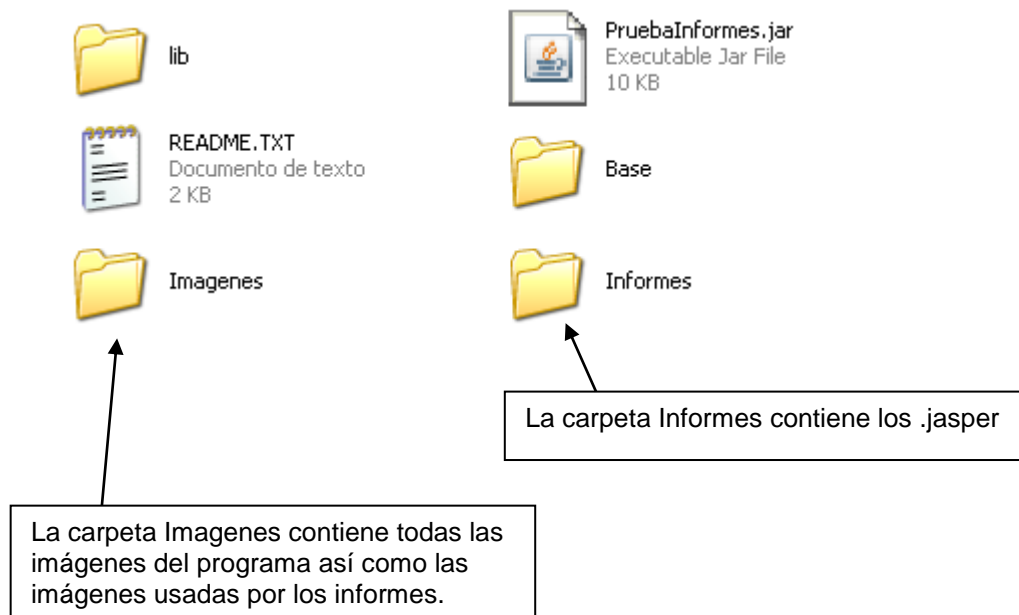 lib
PruebaInformes.jar
Executable Jar File
10 KB
README.TXT
Documento de texto
2 KB
Base
Imagenes
Informes
La carpeta Informes contiene los .jasper
La carpeta Imagenes contiene todas las
imágenes del programa así como las
imágenes usadas por los informes.